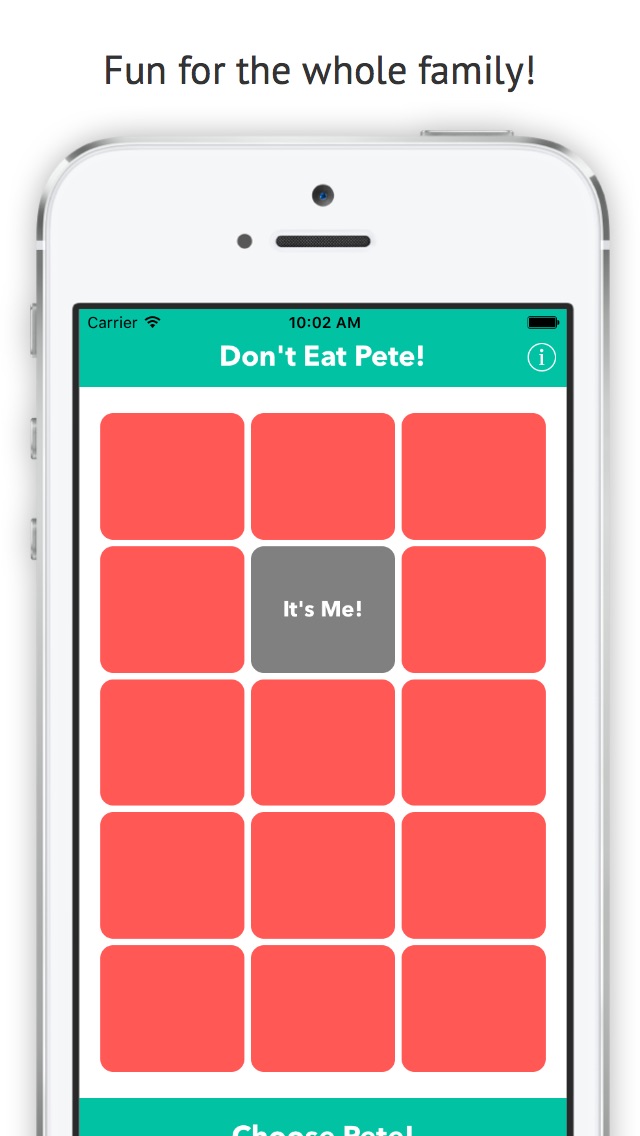 Fun for the whole family!
Carrier 10:02 AM
Don't Eat Pete!
It's Me!
Choose Pete!